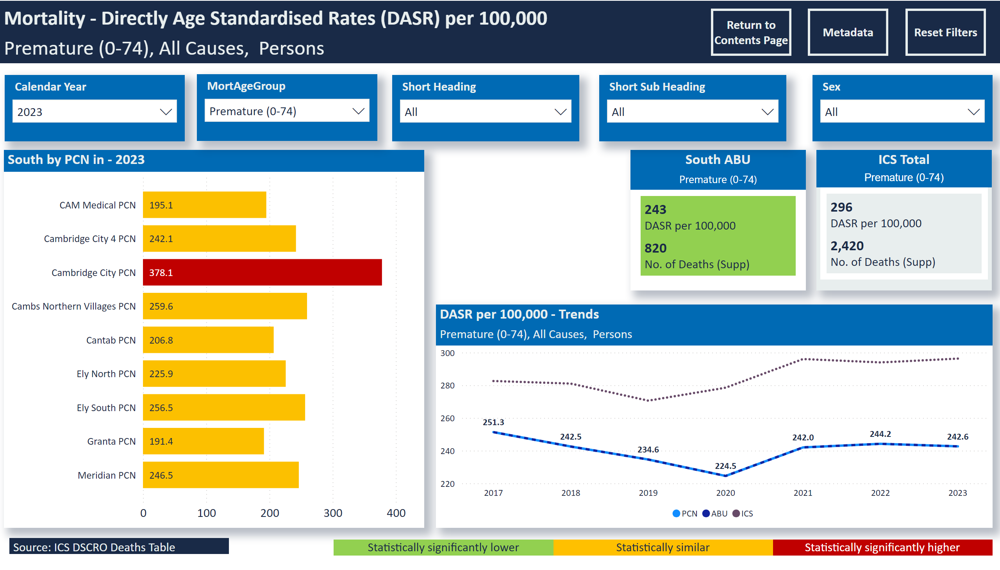 Mortality - Directly Age Standardised Rates (DASR) per 100,000
Premature (0-74), All Causes,  Persons
Return to
Contents Page
Metadata
Reset Filters
Calendar Year
2023
MortAgeGroup
Premature (0-74)
Short Heading
All
Short Sub Heading
All
Sex
All
South by PCN in - 2023
CAM Medical PCN 195.1
Cambridge City 4 PCN 242.1
Cambridge City PCN 378.1
Cambs Northern Villages PCN 259.6
Cantab PCN 206.8
Ely North PCN 225.9
Ely South PCN 256.5
Granta PCN 191.4
Meridian PCN 246.5
0 100 200 300 400
South ABU
Premature (0-74)
243
DASR per 100,000
820
No. of Deaths (Supp)
ICS Total
Premature (0-74)
296
DASR per 100,000
2,420
No. of Deaths (Supp)
DASR per 100,000 - Trends
Premature (0-74), All Causes,  Persons
300
280
260
240
220
251.3 242.5 234.6 224.5 242.0 244.2 242.6
2017 2018 2019 2020 2021 2022 2023
PCN ABU ICS
Source: ICS DSCRO Deaths Table
Statistically significantly lower
Statistically similar
Statistically significantly higher